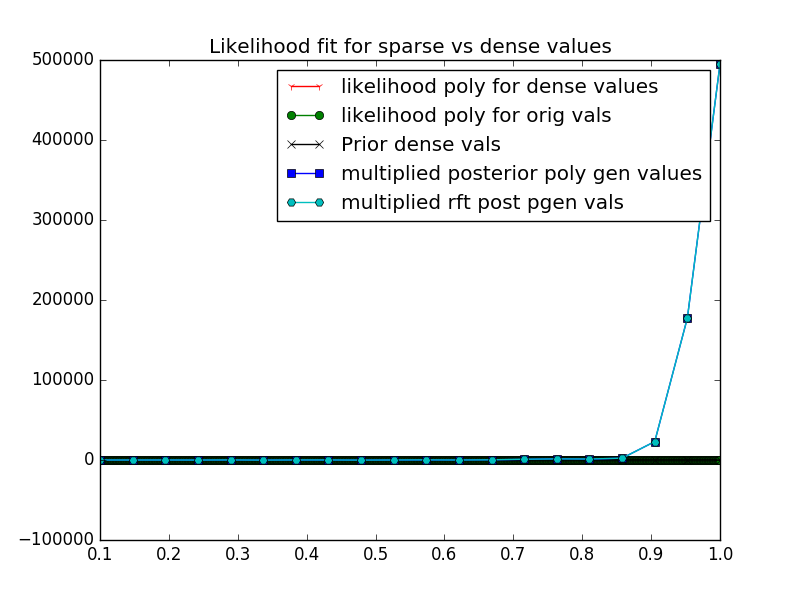 Likelihood fit for sparse vs dense values
500000
400000
300000
200000
100000
0
−100000
likelihood poly for dense values
likelihood poly for orig vals
Prior dense vals
multiplied posterior poly gen values
multiplied rft post pgen vals
0.1 0.2 0.3 0.4 0.5 0.6 0.7 0.8 0.9 1.0